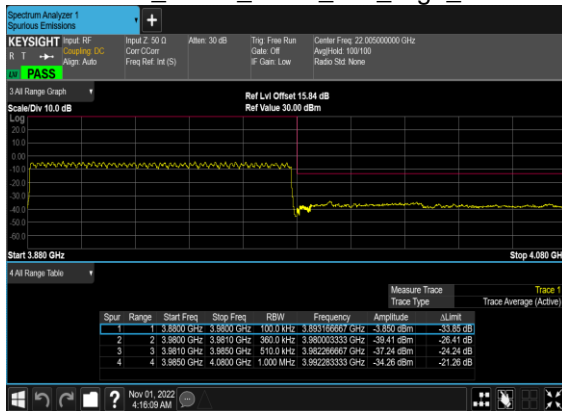 Spectrum Analyzer 1
Spurious Emissions
KEYSIGHT Input: RF Input Z: 50 Ω Atten: 30 dB Trig: Free Run Center Freq: 22.005000000 GHz
R T Coupling: DC Corr CCorr Gate: Off Avg|Hold: 100/100
Align: Auto Freq Ref: Int (S) IF Gain: Low Radio Std: None
PASS
3 All Range Graph
Ref Lvl Offset 15.84 dB
Scale/Div 10.0 dB Ref Value 30.00 dBm
Log
20.0
10.0
0.00
-10.0
-20.0
-30.0
-40.0
-50.0
-60.0
Start 3.880 GHz Stop 4.080 GHz
4 All Range Table
Measure Trace Trace 1
Trace Type Trace Average (Active)
Spur Range Start Freq Stop Freq RBW Frequency Amplitude ΔLimit
1 1 3.8800 GHz 3.9800 GHz 100.0 kHz 3.893166667 GHz -3.850 dBm -33.85 dB
2 2 3.9800 GHz 3.9810 GHz 360.0 kHz 3.980003333 GHz -39.41 dBm -26.41 dB
3 3 3.9810 GHz 3.9850 GHz 510.0 kHz 3.982266667 GHz -37.24 dBm -24.24 dB
4 4 3.9850 GHz 4.0800 GHz 1.000 MHz 3.992283333 GHz -34.26 dBm -21.26 dB
Nov 01, 2022
4:16:09 AM